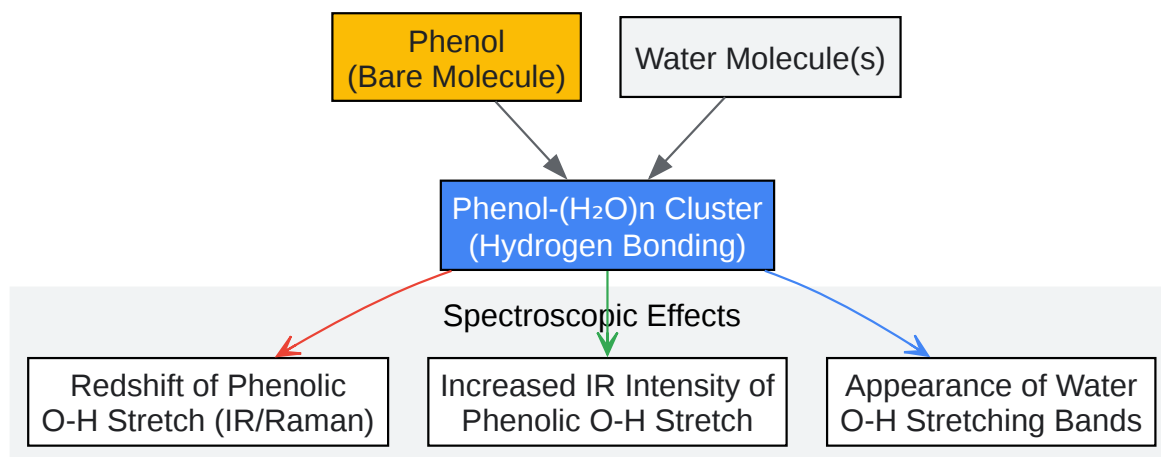 Phenol
(Bare Molecule)
Water Molecule(s)
Phenol-(H₂O)n Cluster
(Hydrogen Bonding)
Spectroscopic Effects
Redshift of Phenolic
O-H Stretch (IR/Raman)
Increased IR Intensity of
Phenolic O-H Stretch
Appearance of Water
O-H Stretching Bands